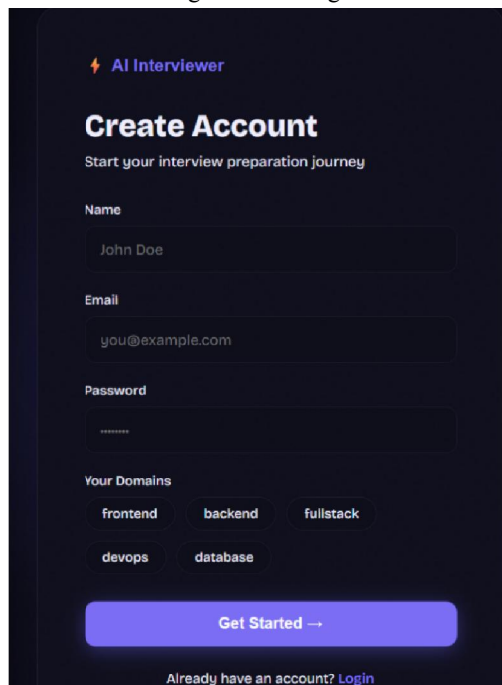 AI Interviewer
Create Account
Start your interview preparation journey
Name
John Doe
Email
you@example.com
Password
••••••••
Your Domains
frontend backend fullstack
devops database
Get Started →
Already have an account? Login